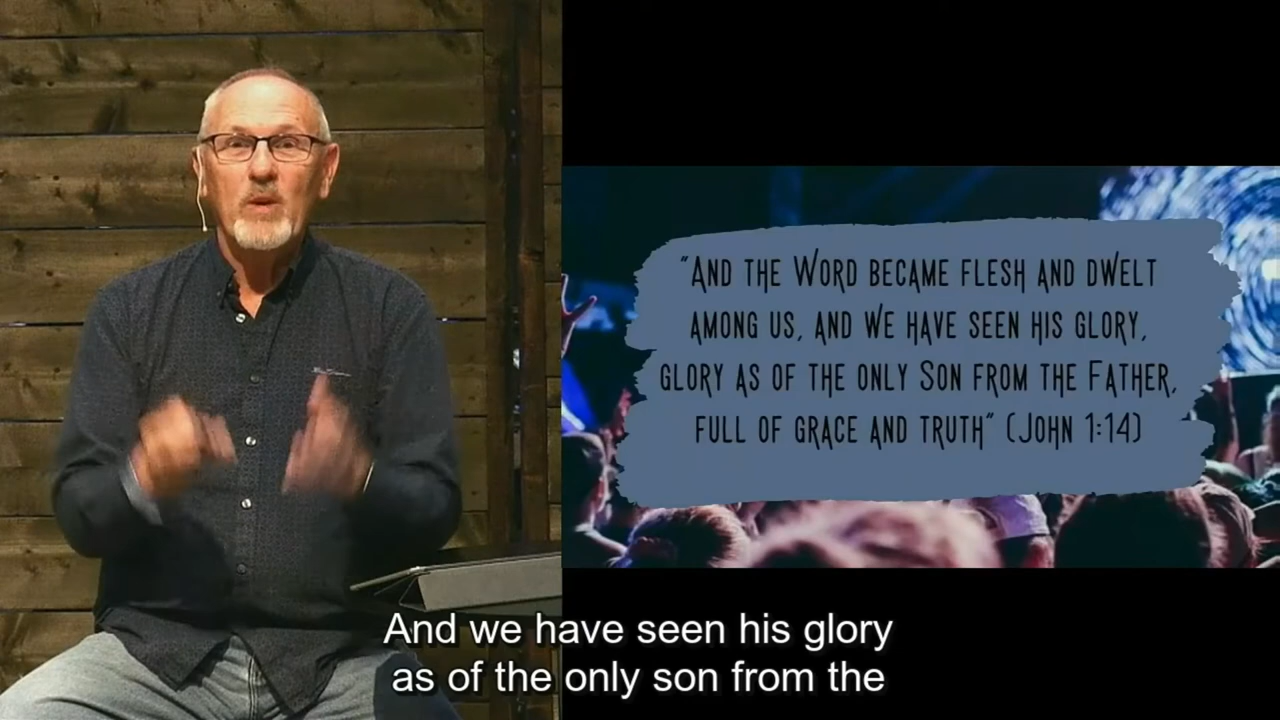 “And the Word became flesh and dwelt
among us, and we have seen his glory,
glory as of the only Son from the Father,
full of grace and truth” (John 1:14)
And we have seen his glory
as of the only son from the